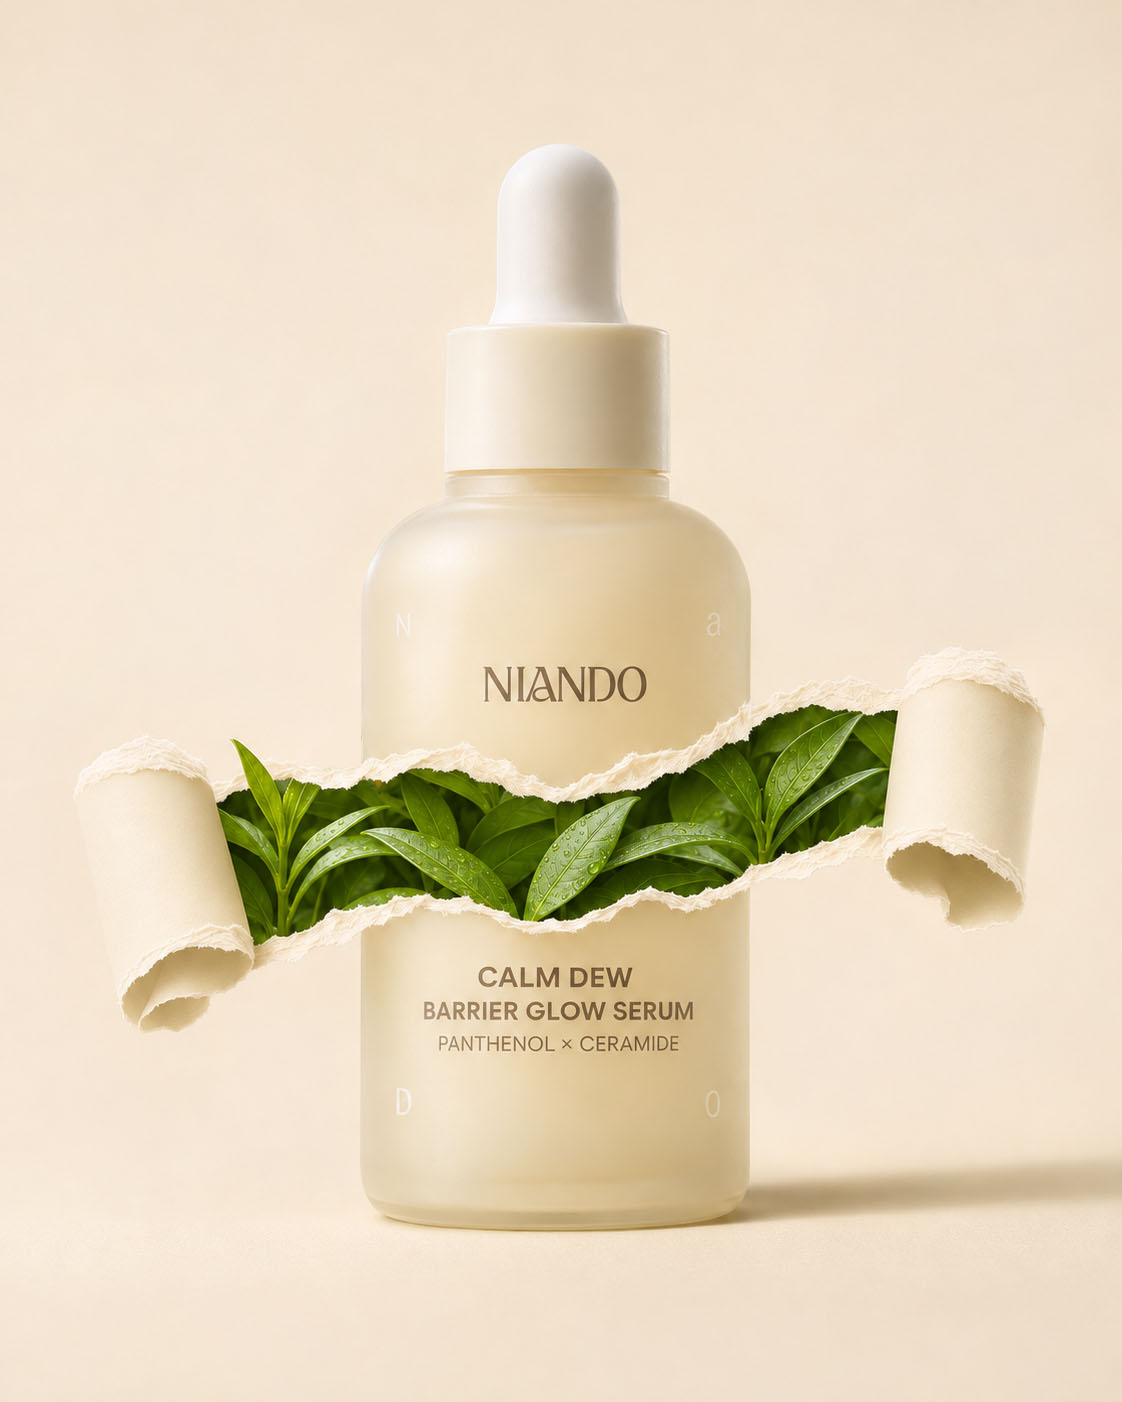 N a
NIANDO
CALM DEW
BARRIER GLOW SERUM
PANTHENOL × CERAMIDE
D O